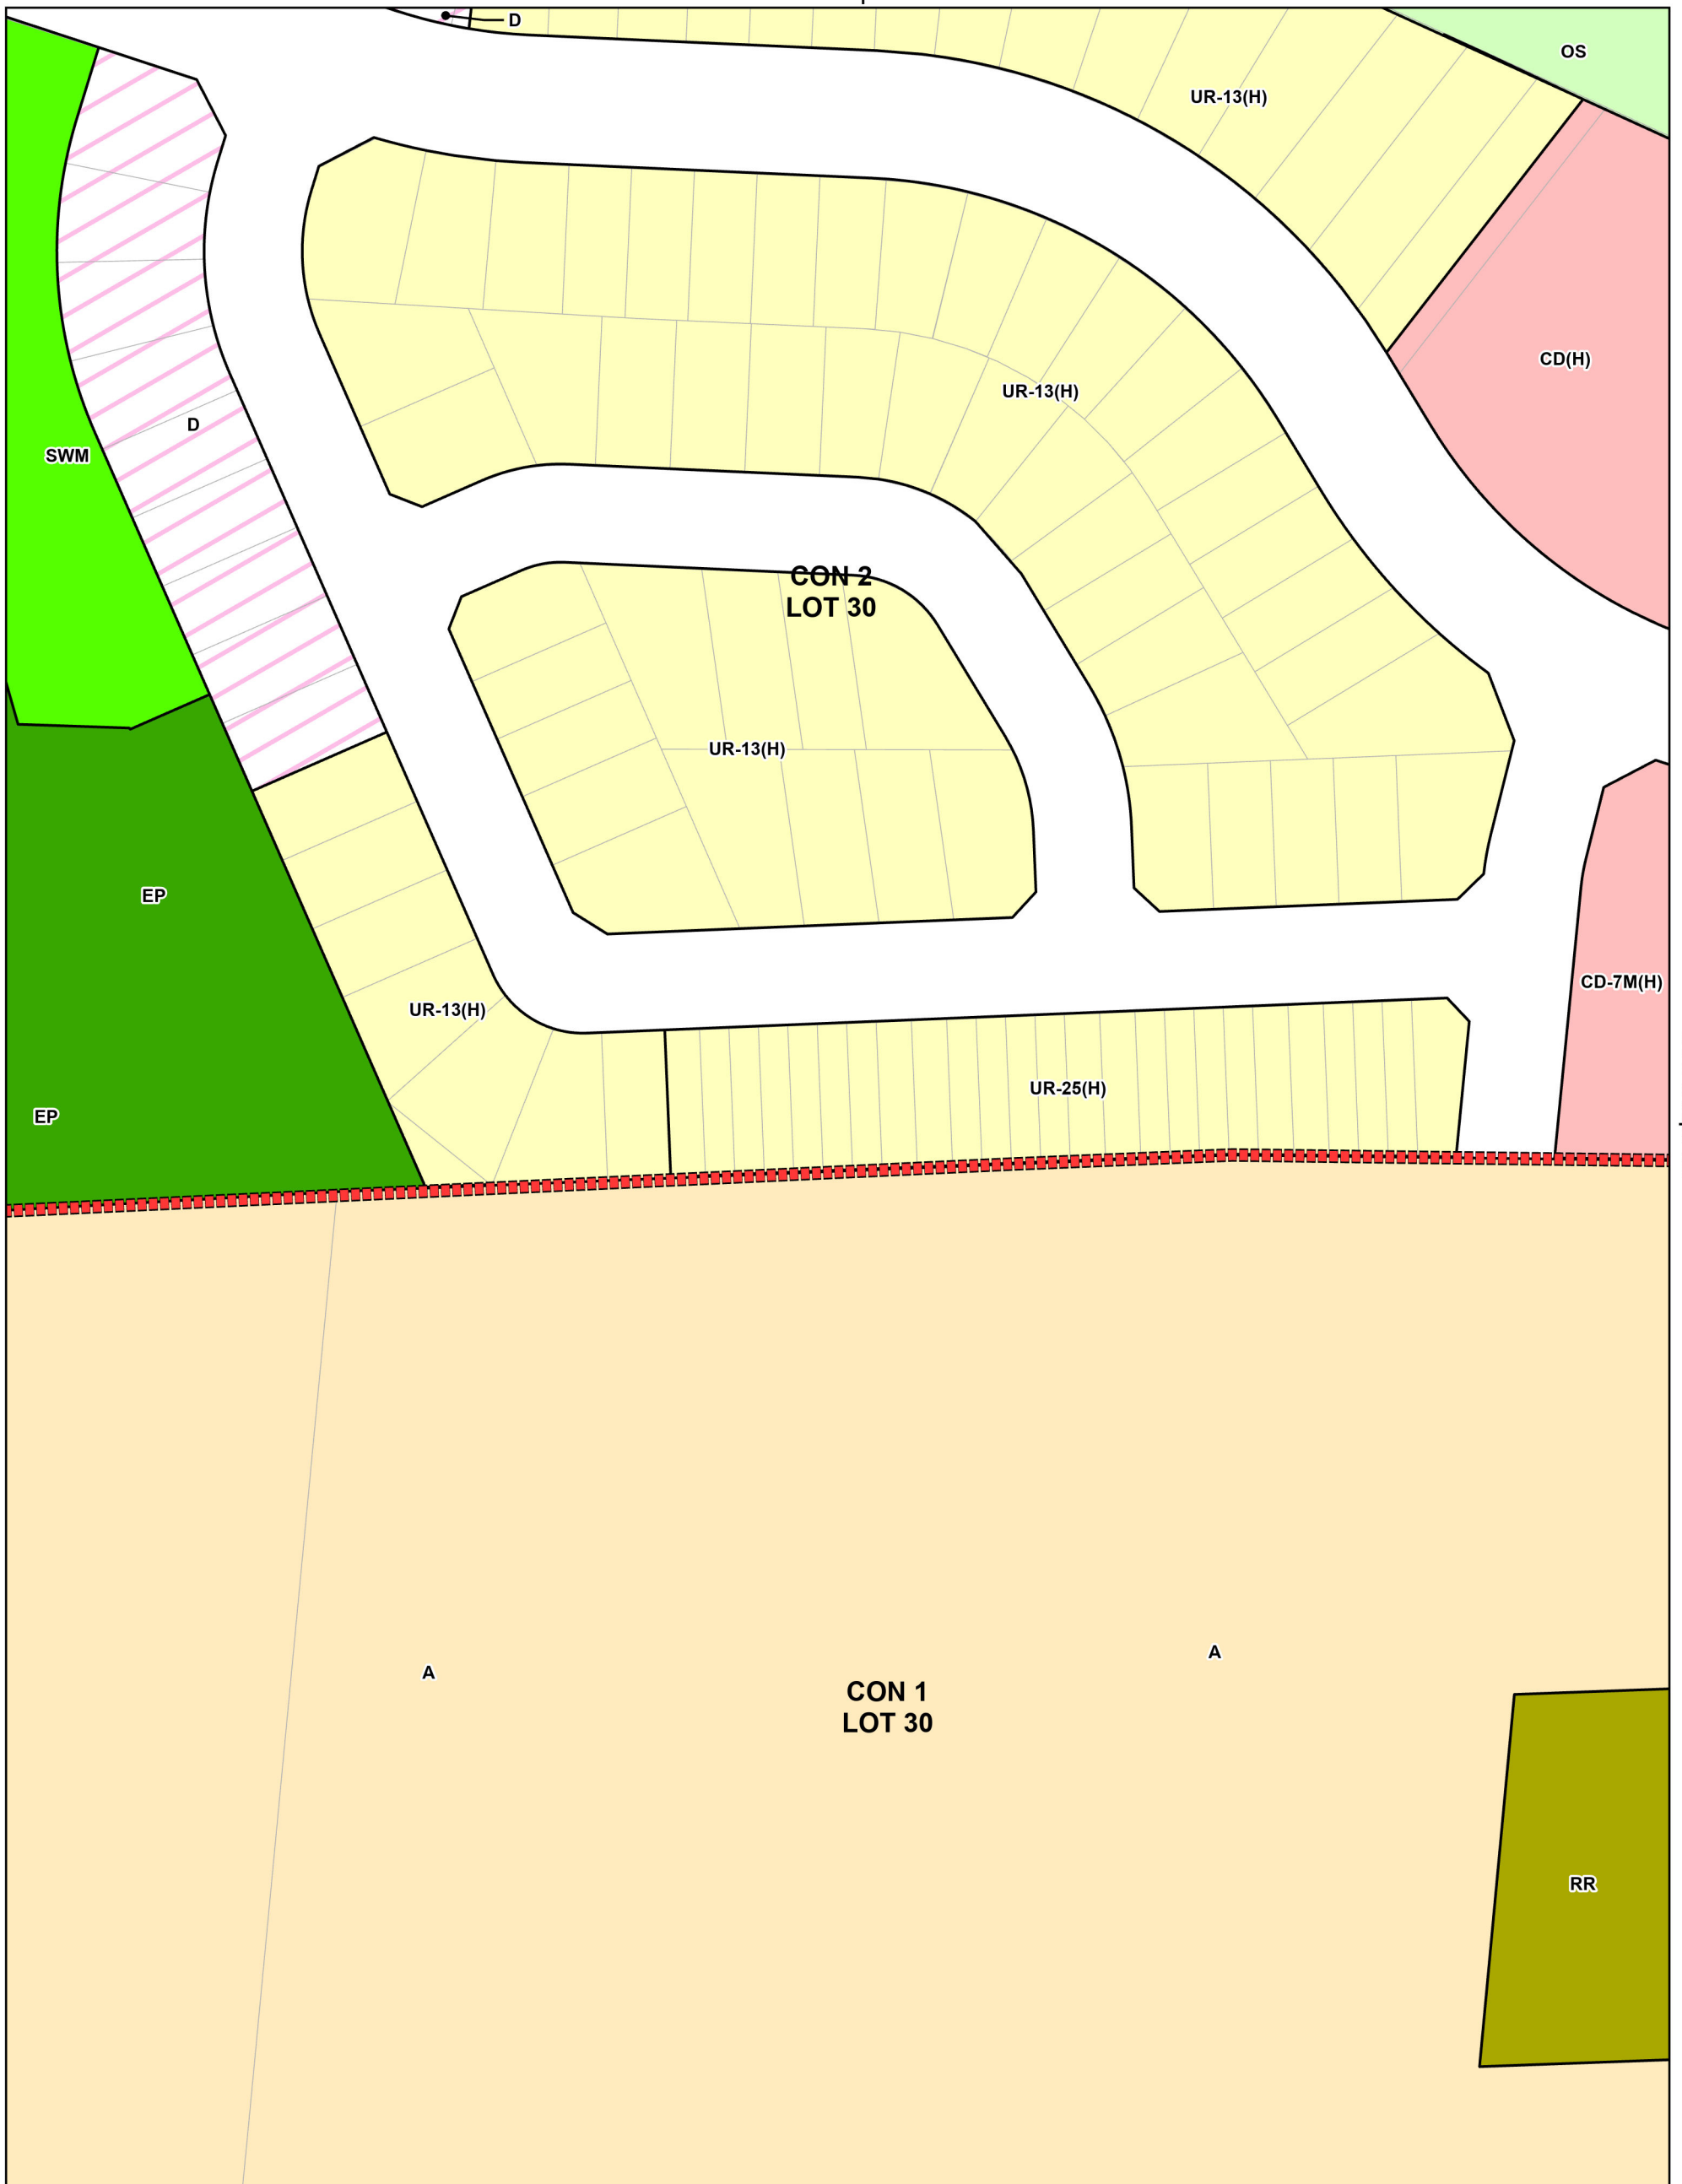 D
OS
UR-13(H)
CD(H)
UR-13(H)
D
SWM
CON 2
LOT 30
UR-13(H)
EP
CD-7M(H)
UR-13(H)
UR-25(H)
EP
A
A
CON 1
LOT 30
RR